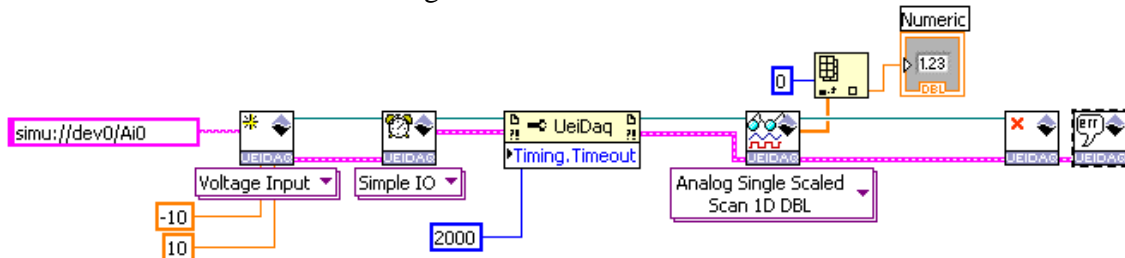 Numeric
1.23
DBL
0
simu://dev0/Ai0
UEIDAQ
UEIDAQ
UeiDaq
Timing.Timeout
UEIDAQ
UEIDAQ
err
UEIDAQ
Voltage Input
Simple IO
Analog Single Scaled
Scan 1D DBL
-10
10
2000